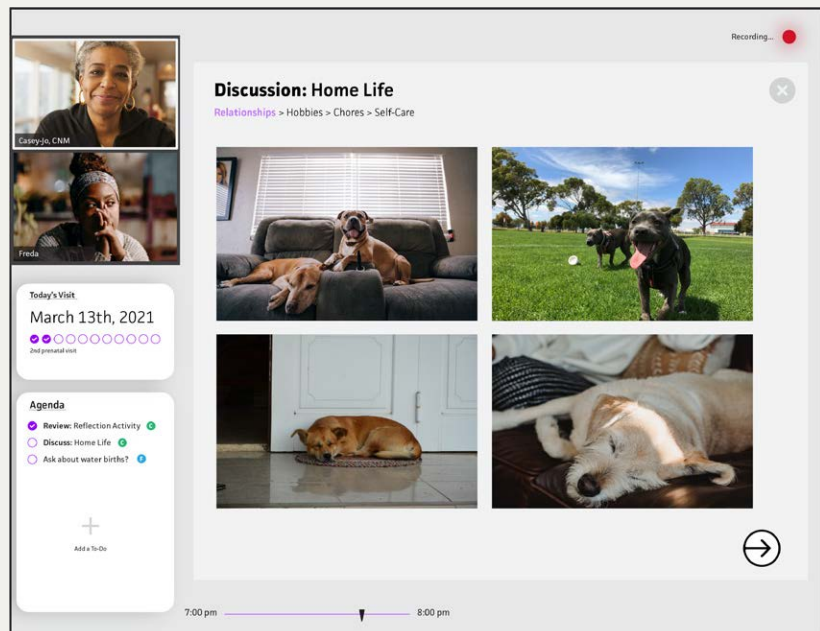 Recording...
Casey-Jo, CNM
Freda
Today's Visit
March 13th, 2021
2nd prenatal visit
Agenda
Review: Reflection Activity C
Discuss: Home Life C
Ask about water births? F
Add a To-Do
Discussion: Home Life
Relationships > Hobbies > Chores > Self-Care
7:00 pm
8:00 pm